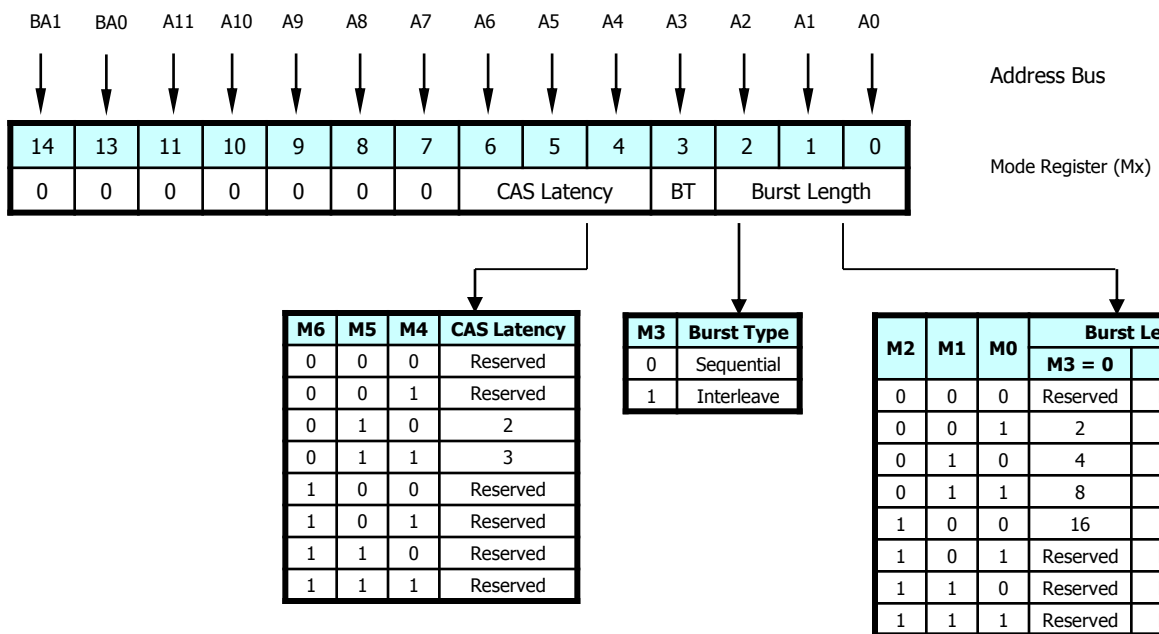 BA1 BA0 A11 A10 A9 A8 A7 A6 A5 A4 A3 A2 A1 A0
Address Bus
14 13 11 10 9 8 7 6 5 4 3 2 1 0
Mode Register (Mx)
0 0 0 0 0 0 0 CAS Latency BT Burst Length
M6 M5 M4 CAS Latency
0 0 0 Reserved
0 0 1 Reserved
0 1 0 2
0 1 1 3
1 0 0 Reserved
1 0 1 Reserved
1 1 0 Reserved
1 1 1 Reserved
M3 Burst Type
0 Sequential
1 Interleave
M2 M1 M0 Burst Le
M3 = 0
0 0 0 Reserved
0 0 1 2
0 1 0 4
0 1 1 8
1 0 0 16
1 0 1 Reserved
1 1 0 Reserved
1 1 1 Reserved